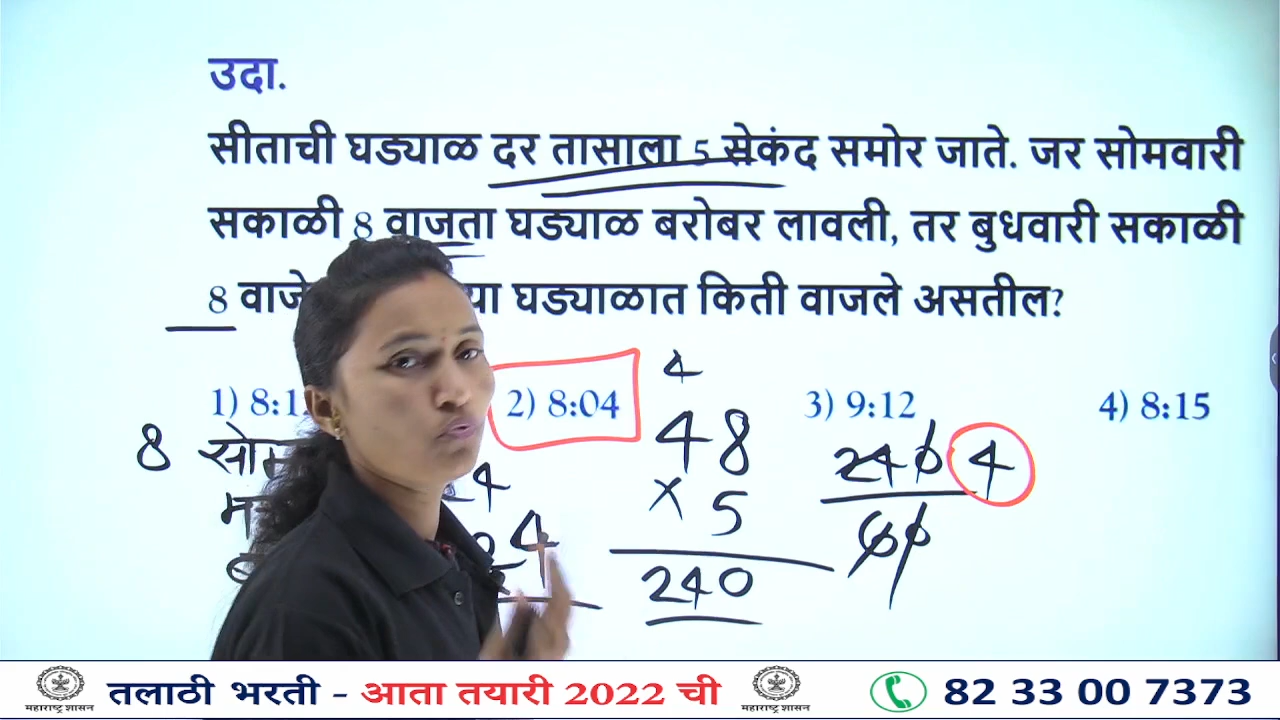 उदा.
सीताची घड्याळ दर तासाला 5 सेकंद समोर जाते. जर सोमवारी
सकाळी 8 वाजता घड्याळ बरोबर लावली, तर बुधवारी सकाळी
8 वाजे या घड्याळात किती वाजले असतील?
4
1) 8:1 2) 8:04 3) 9:12 4) 8:15
8 सोम 48 240 4
4 × 5 60
24
240
तलाठी भरती - आता तयारी 2022 ची 82 33 00 7373
महाराष्ट्र शासन महाराष्ट्र शासन